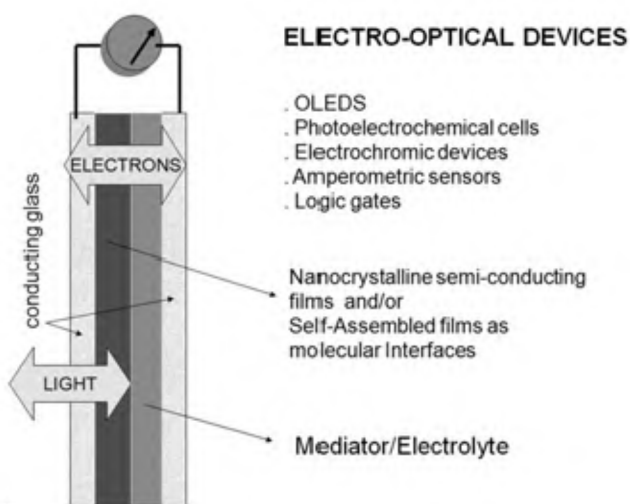 ELECTRO-OPTICAL DEVICES
. OLEDS
. Photoelectrochemical cells
. Electrochromic devices
. Amperometric sensors
. Logic gates
ELECTRONS
conducting glass
Nanocrystalline semi-conducting
films and/or
Self-Assembled films as
molecular Interfaces
LIGHT
Mediator/Electrolyte